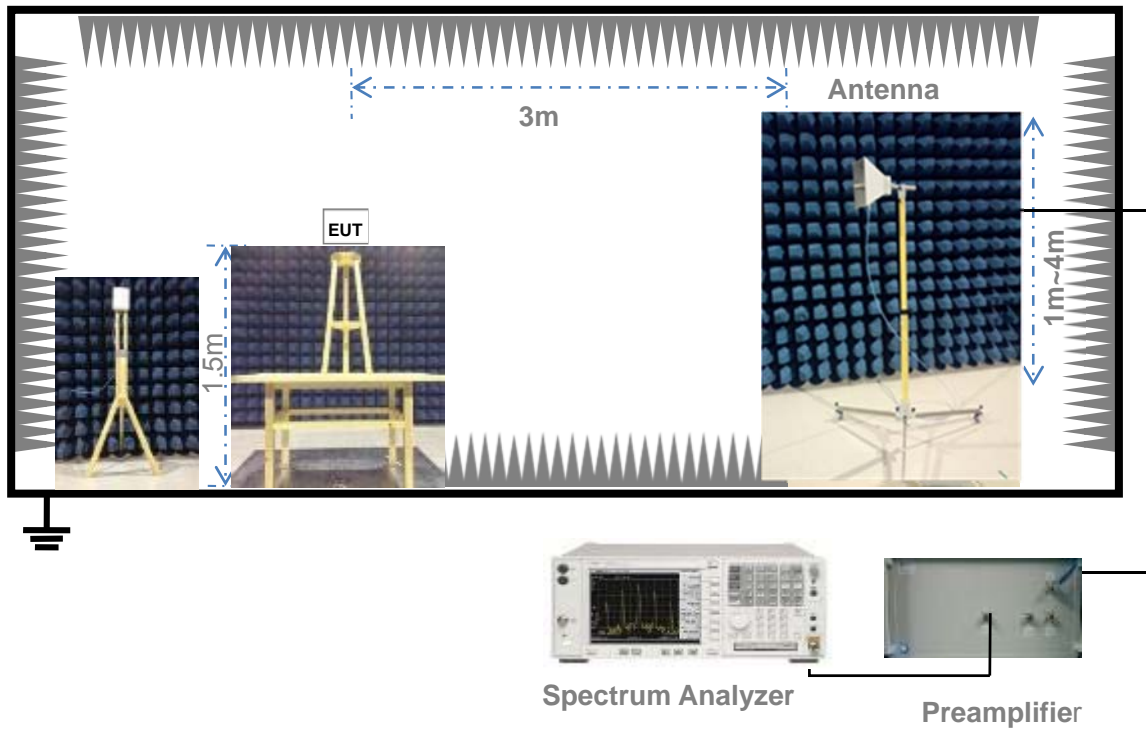 Antenna
3m
EUT
1.5m
1m~4m
Spectrum Analyzer
Preamplifier